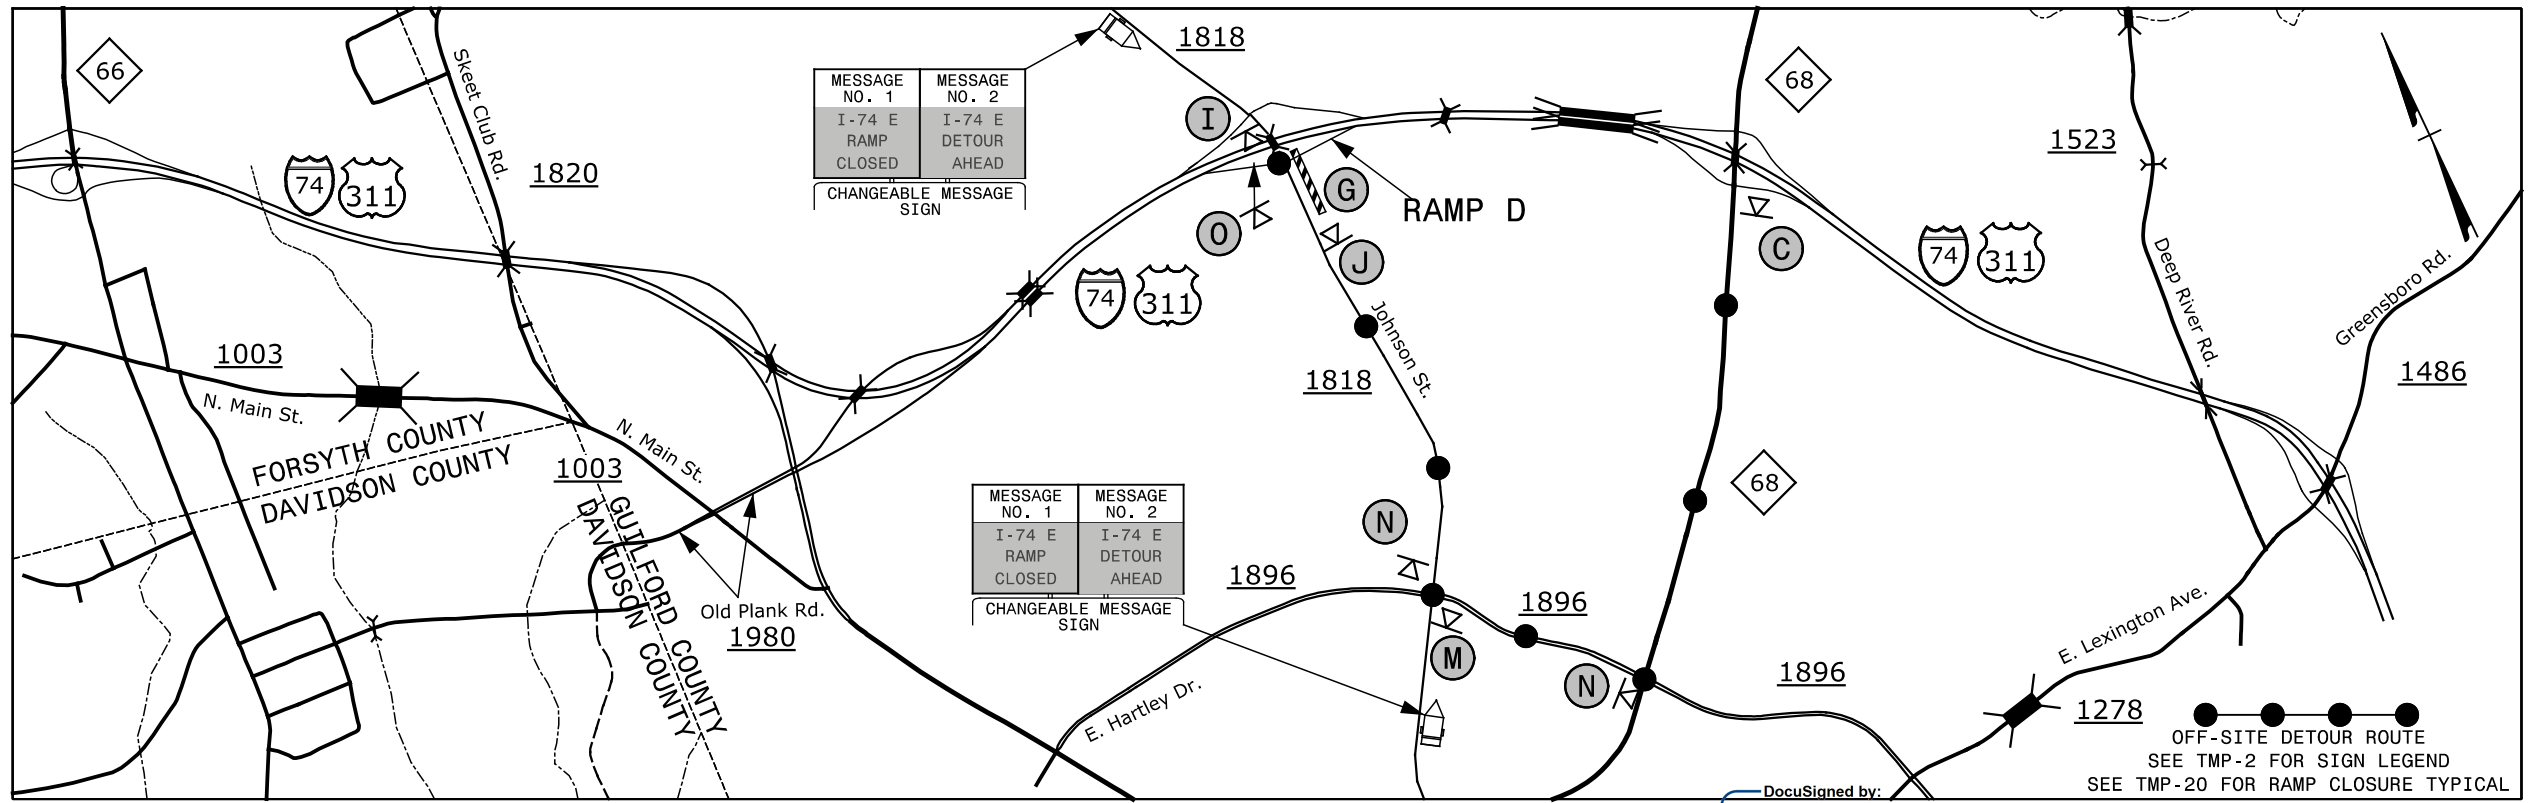 1818
66
68
Skeet Club Rd.
MESSAGE NO. 1
MESSAGE NO. 2
I-74 E
RAMP
CLOSED
I-74 E
DETOUR
AHEAD
CHANGEABLE MESSAGE
SIGN
I
1523
1820
74
311
G
RAMP D
O
J
C
74
311
74
311
Deep River Rd.
Greensboro Rd.
1003
N. Main St.
Johnson St.
1818
1486
FORSYTH COUNTY
DAVIDSON COUNTY
N. Main St.
1003
68
GUILFORD COUNTY
DAVIDSON COUNTY
MESSAGE NO. 1
MESSAGE NO. 2
I-74 E
RAMP
CLOSED
I-74 E
DETOUR
AHEAD
CHANGEABLE MESSAGE
SIGN
N
1896
1896
Old Plank Rd.
1980
M
N
1896
E. Hartley Dr.
E. Lexington Ave.
1278
OFF-SITE DETOUR ROUTE
SEE TMP-2 FOR SIGN LEGEND
SEE TMP-20 FOR RAMP CLOSURE TYPICAL
DocuSigned by: